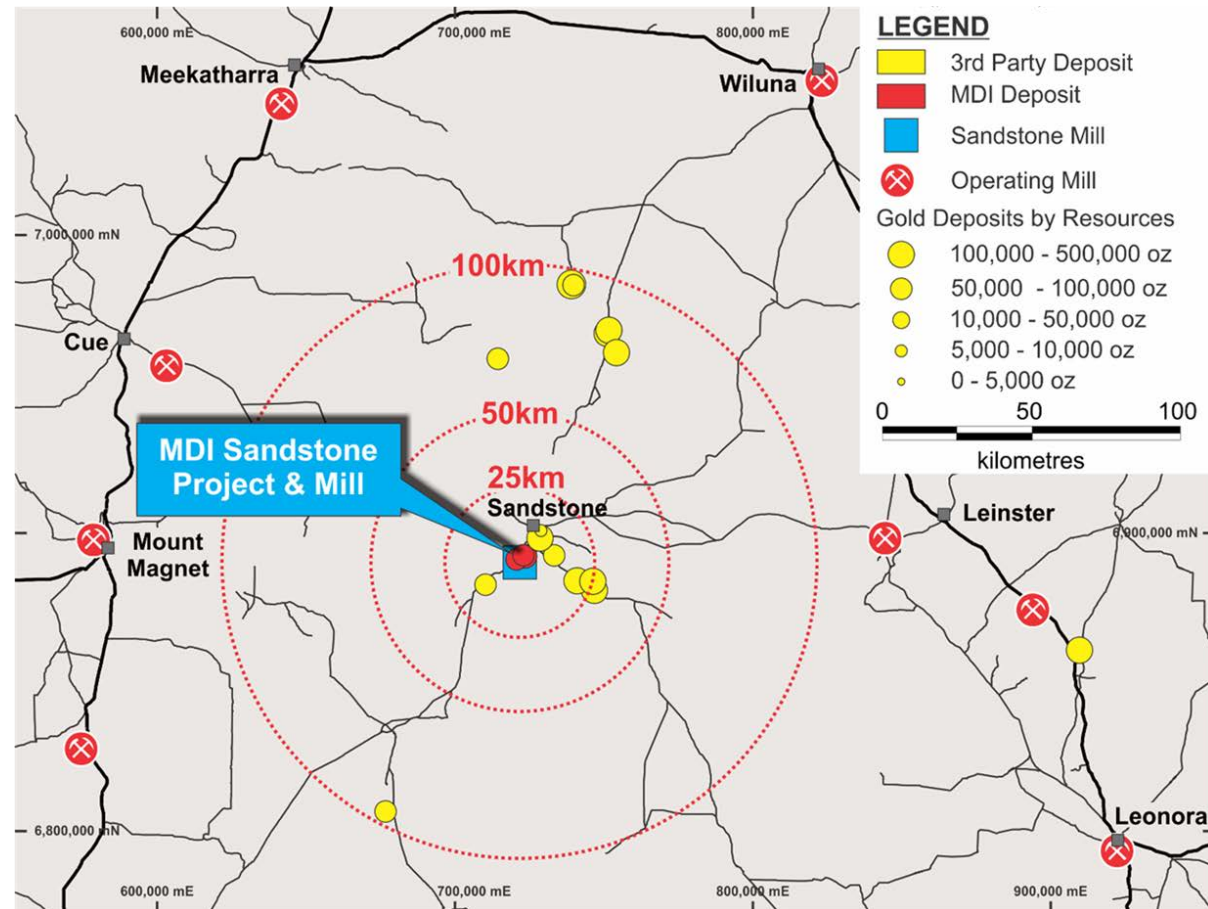 600,000 mE
700,000 mE
800,000 mE
LEGEND
3rd Party Deposit
MDI Deposit
Sandstone Mill
Operating Mill
Gold Deposits by Resources
100,000 - 500,000 oz
50,000 - 100,000 oz
10,000 - 50,000 oz
5,000 - 10,000 oz
0 - 5,000 oz
0 50 100
kilometres
Meekatharra
Wiluna
7,000,000 mN
100km
Cue
50km
MDI Sandstone
Project & Mill
25km
Sandstone
Leinster
6,900,000 mN
Mount
Magnet
6,800,000 mN
Leonora
600,000 mE
700,000 mE
800,000 mE
900,000 mE